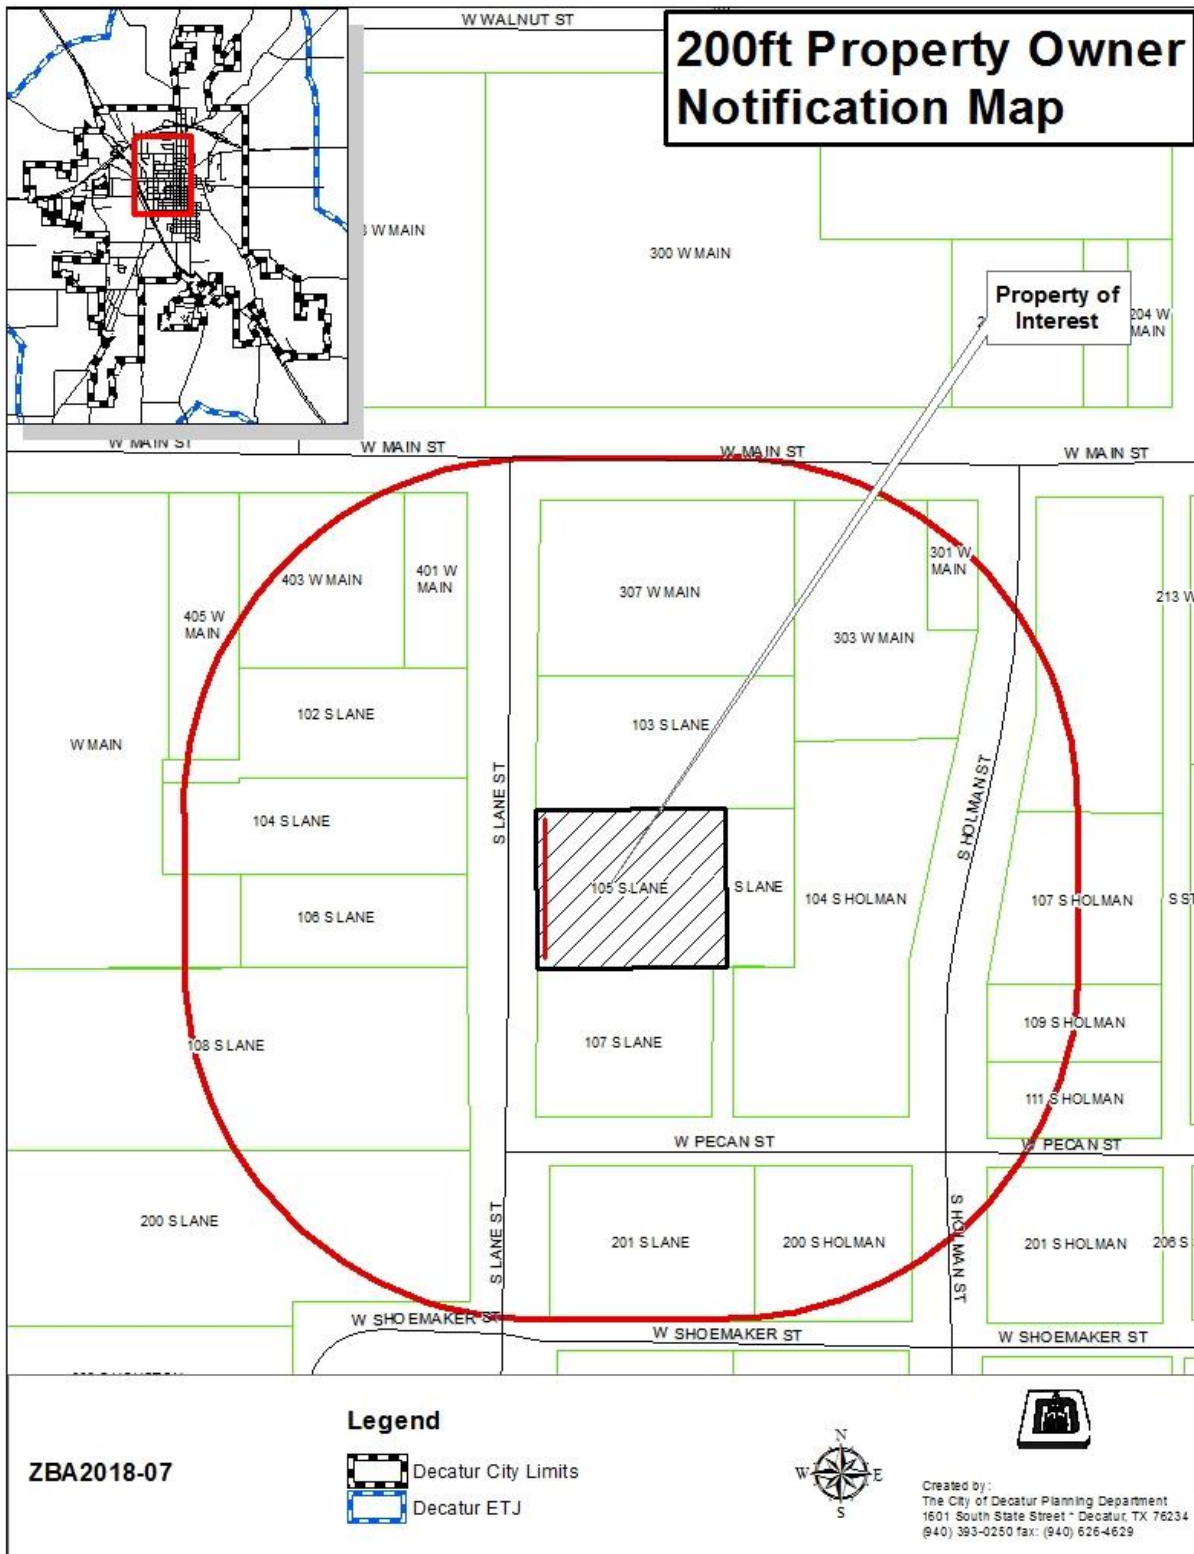 W WALNUT ST
200ft Property Owner
Notification Map
W MAIN
300 W MAIN
Property of
Interest
204 W
MAIN
W MAIN ST
W MAIN ST
W MAIN ST
W MAIN ST
403 W MAIN
401 W
MAIN
405 W
MAIN
307 W MAIN
301 W
MAIN
303 W MAIN
213 W
102 S LANE
103 S LANE
W MAIN
S LANE ST
S HOLMAN ST
104 S LANE
105 S LANE
S LANE
104 S HOLMAN
107 S HOLMAN
S ST
106 S LANE
109 S HOLMAN
108 S LANE
107 S LANE
111 S HOLMAN
W PECAN ST
W PECAN ST
200 S LANE
S LANE ST
201 S LANE
200 S HOLMAN
S HOLMAN ST
201 S HOLMAN
206 S
W SHOEMAKER ST
W SHOEMAKER ST
W SHOEMAKER ST
Legend
ZBA2018-07
Decatur City Limits
Decatur ETJ
N
W E
S
Created by:
The City of Decatur Planning Department
1601 South State Street * Decatur, TX 76234
(940) 393-0250 fax: (940) 626-4629